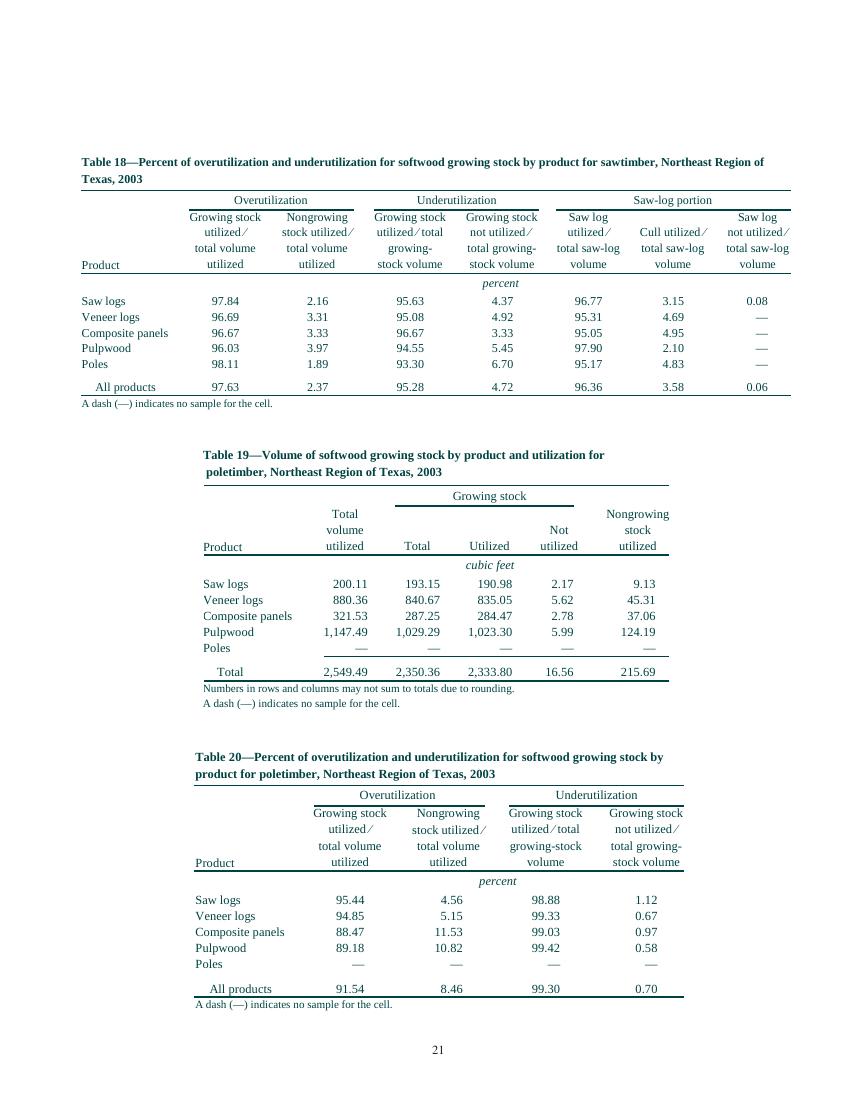 Table 18—Percent of overutilization and underutilization for softwood growing stock by product for sawtimber, Northeast Region of
Texas, 2003
Overutilization Underutilization Saw-log portion
Growing stock Nongrowing Growing stock Growing stock Saw log Saw log
utilized/ stock utilized/ utilized/total not utilized/ utilized/ Cull utilized/ not utilized/
total volume total volume growing- total growing- total saw-log total saw-log total saw-log
Product utilized utilized stock volume stock volume volume volume volume
percent
Saw logs 97.84 2.16 95.63 4.37 96.77 3.15 0.08
Veneer logs 96.69 3.31 95.08 4.92 95.31 4.69 —
Composite panels 96.67 3.33 96.67 3.33 95.05 4.95 —
Pulpwood 96.03 3.97 94.55 5.45 97.90 2.10 —
Poles 98.11 1.89 93.30 6.70 95.17 4.83 —
All products 97.63 2.37 95.28 4.72 96.36 3.58 0.06
A dash (—) indicates no sample for the cell.
Table 19—Volume of softwood growing stock by product and utilization for
poletimber, Northeast Region of Texas, 2003
Growing stock
Total Nongrowing
volume Not stock
Product utilized Total Utilized utilized utilized
cubic feet
Saw logs 200.11 193.15 190.98 2.17 9.13
Veneer logs 880.36 840.67 835.05 5.62 45.31
Composite panels 321.53 287.25 284.47 2.78 37.06
Pulpwood 1,147.49 1,029.29 1,023.30 5.99 124.19
Poles — — — — —
Total 2,549.49 2,350.36 2,333.80 16.56 215.69
Numbers in rows and columns may not sum to totals due to rounding.
A dash (—) indicates no sample for the cell.
Table 20—Percent of overutilization and underutilization for softwood growing stock by
product for poletimber, Northeast Region of Texas, 2003
Overutilization Underutilization
Growing stock Nongrowing Growing stock Growing stock
utilized/ stock utilized/ utilized/total not utilized/
total volume total volume growing-stock total growing-
Product utilized utilized volume stock volume
percent
Saw logs 95.44 4.56 98.88 1.12
Veneer logs 94.85 5.15 99.33 0.67
Composite panels 88.47 11.53 99.03 0.97
Pulpwood 89.18 10.82 99.42 0.58
Poles — — — —
All products 91.54 8.46 99.30 0.70
A dash (—) indicates no sample for the cell.
21